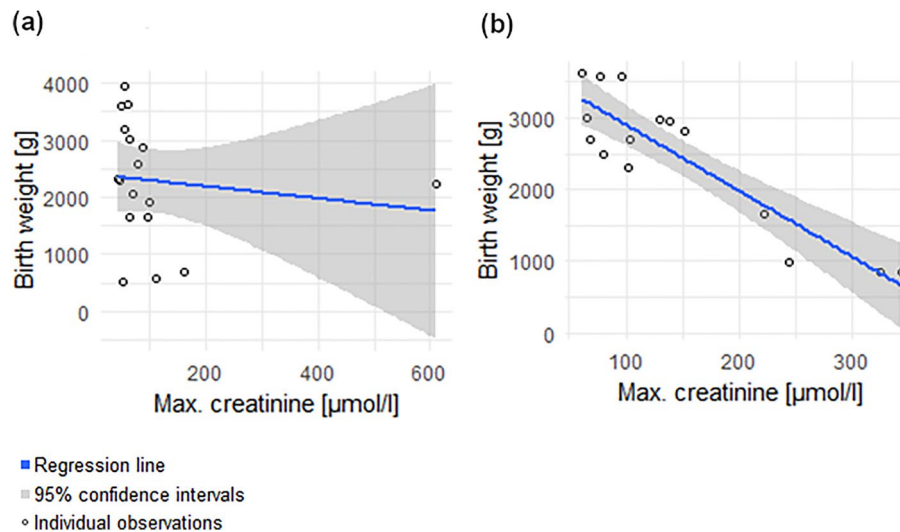 (a)
Birth weight [g]
4000
3000
2000
1000
0
200 400 600
Max. creatinine [µmol/l]
(b)
Birth weight [g]
3000
2000
1000
0
100 200 300
Max. creatinine [µmol/l]
Regression line
95% confidence intervals
Individual observations